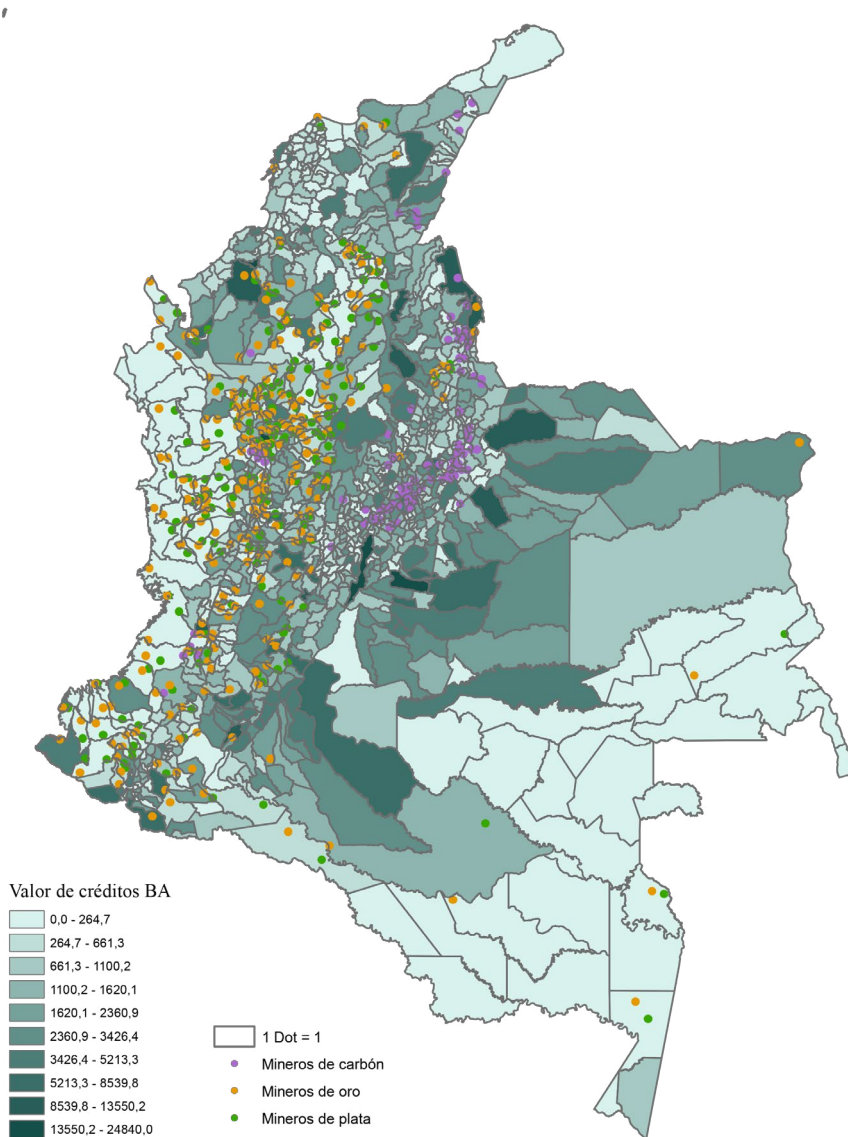 Valor de créditos BA
0,0 - 264,7
264,7 - 661,3
661,3 - 1100,2
1100,2 - 1620,1
1620,1 - 2360,9
2360,9 - 3426,4
3426,4 - 5213,3
5213,3 - 8539,8
8539,8 - 13550,2
13550,2 - 24840,0
1 Dot = 1
Mineros de carbón
Mineros de oro
Mineros de plata